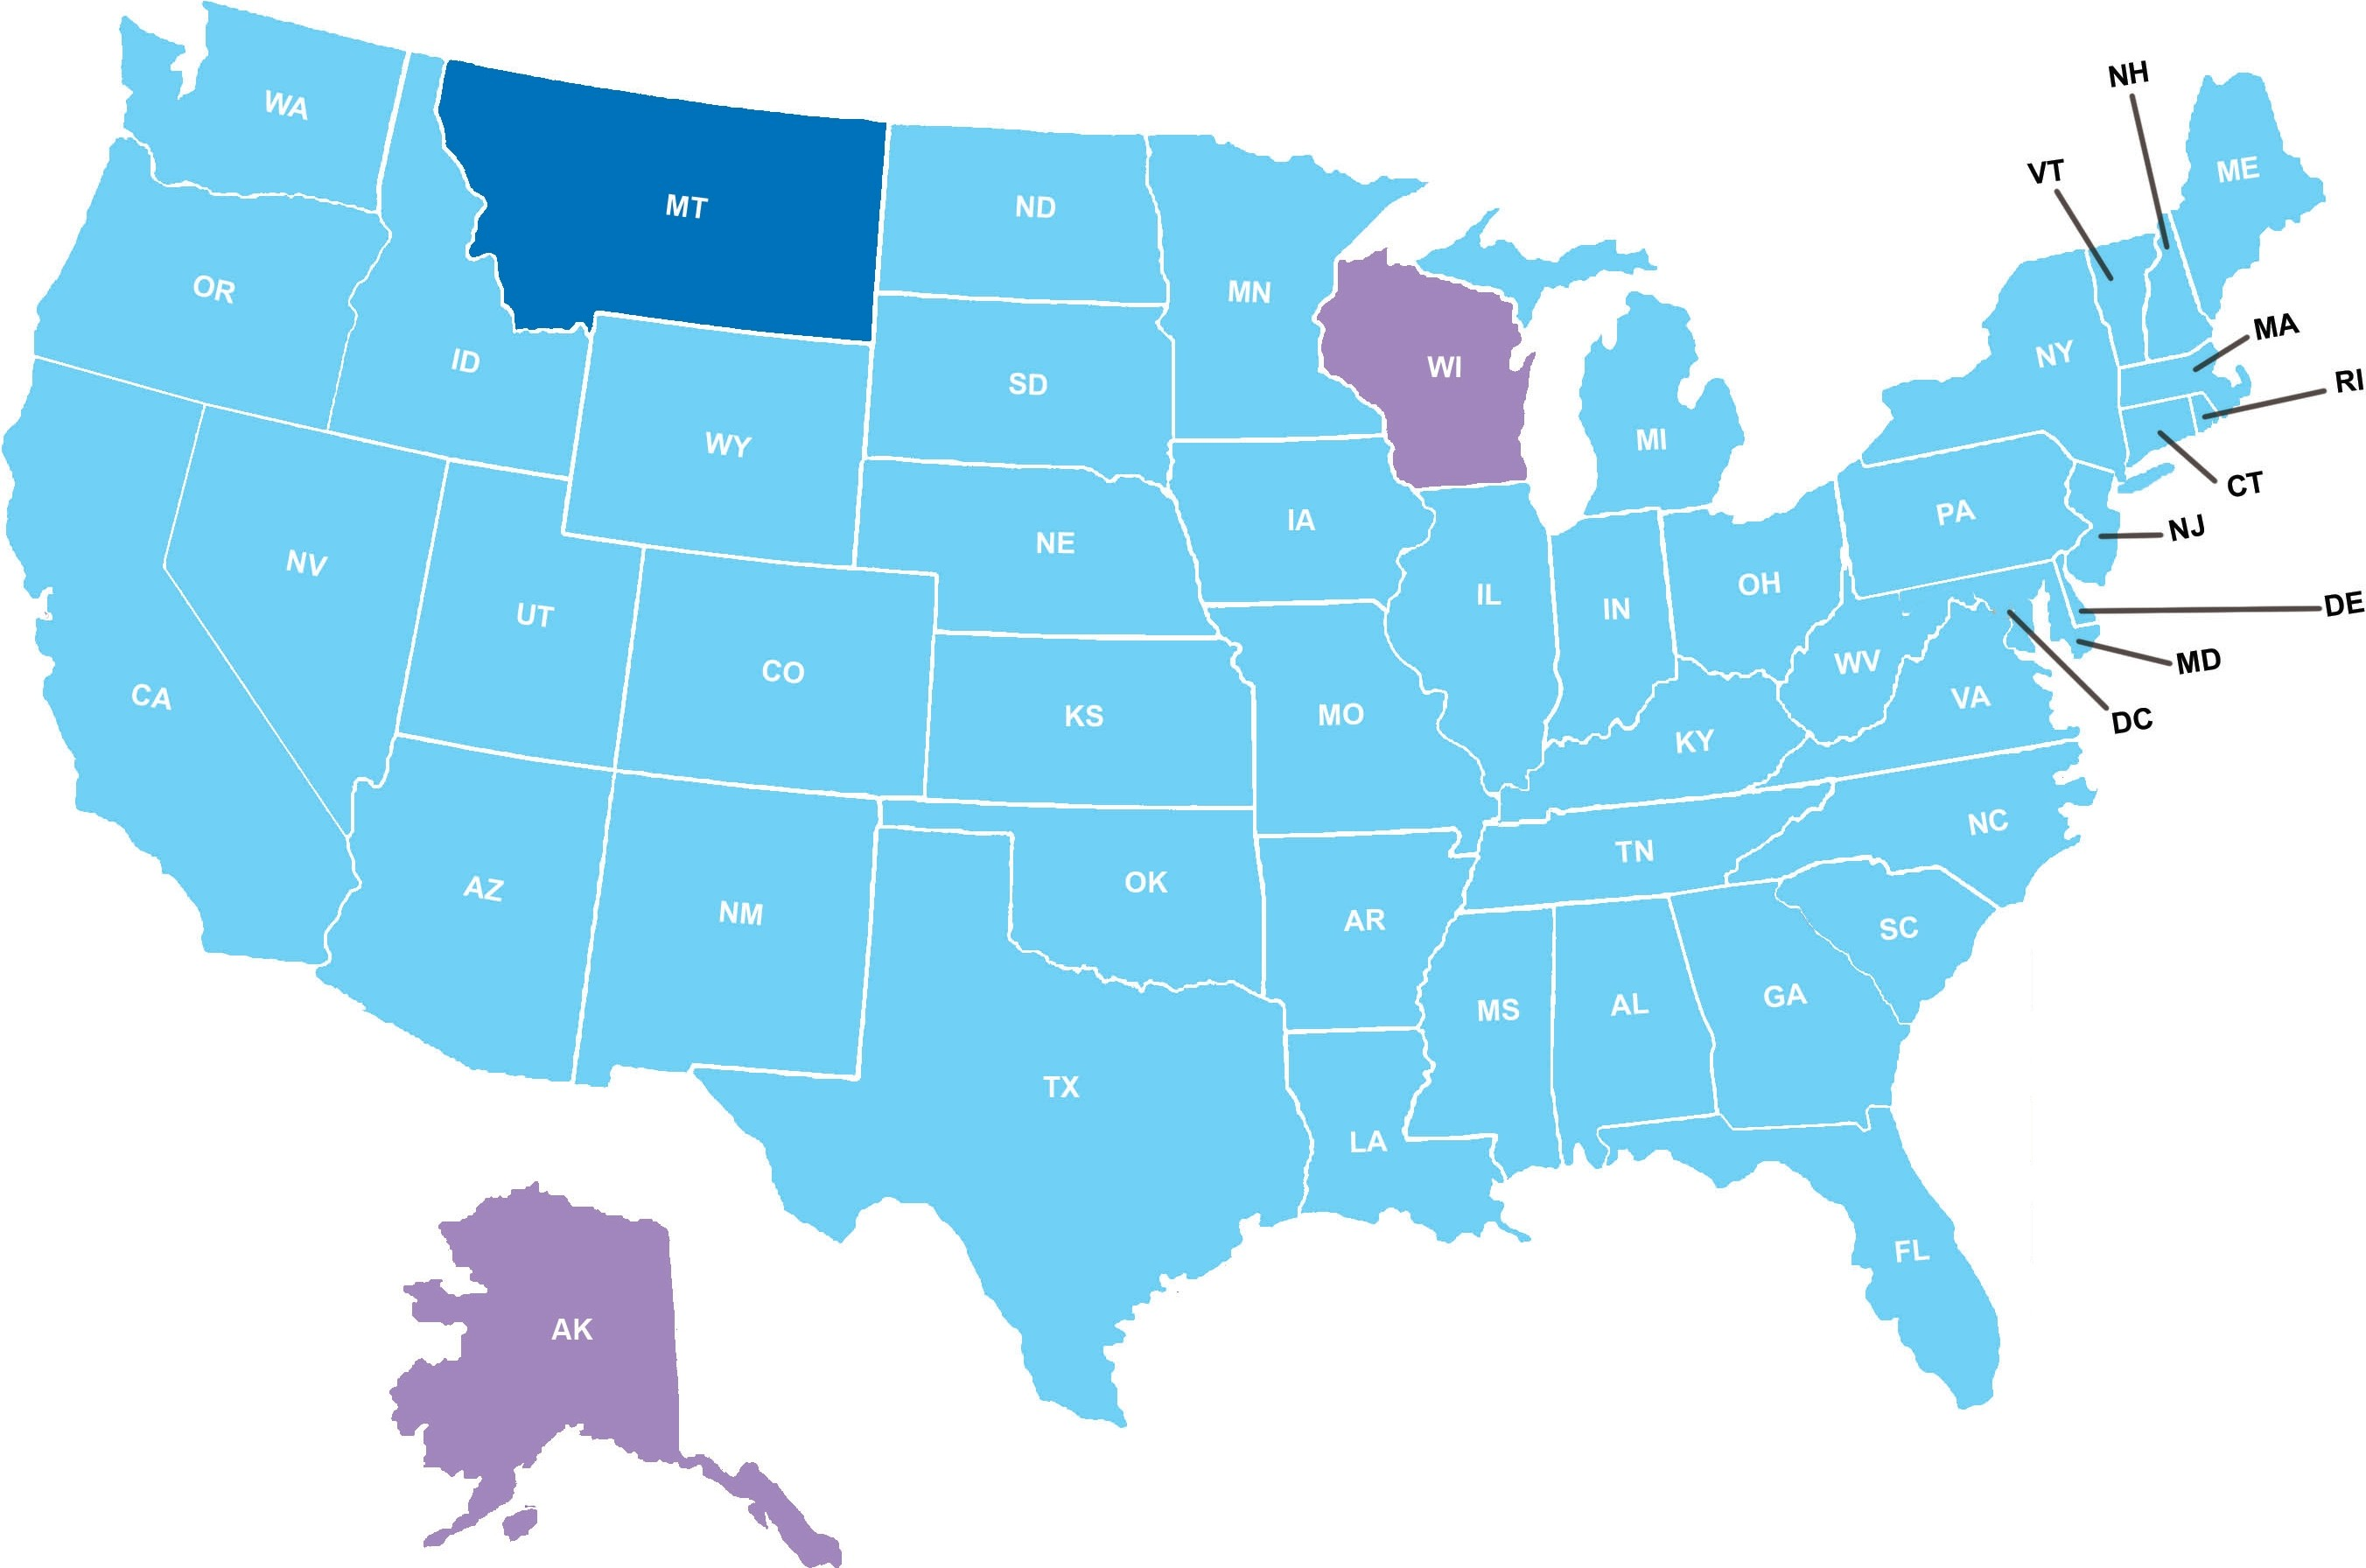 NH
WA
VT
ME
MT
ND
OR
MN
MA
NY
ID
WI
RI
SD
WY
MI
CT
PA
IA
NJ
NE
NV
OH
IL
DE
IN
UT
WV
MD
CO
CA
VA
KS
MO
DC
KY
NC
TN
OK
AZ
NM
AR
SC
GA
MS
AL
TX
LA
FL
AK